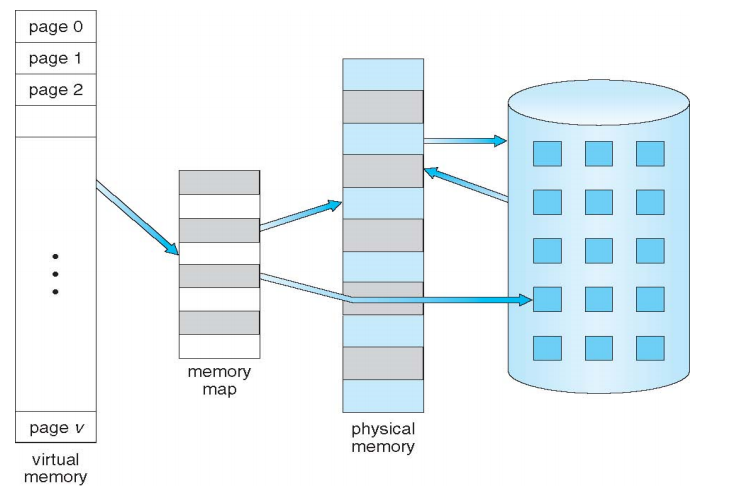 page 0
page 1
page 2
page v
virtual
memory
memory
map
physical
memory